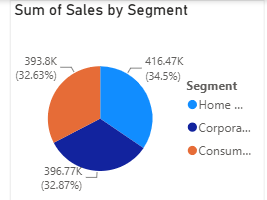 Sum of Sales by Segment
393.8K
(32.63%)
416.47K
(34.5%)
Segment
Home ...
Corpora...
Consum...
396.77K
(32.87%)